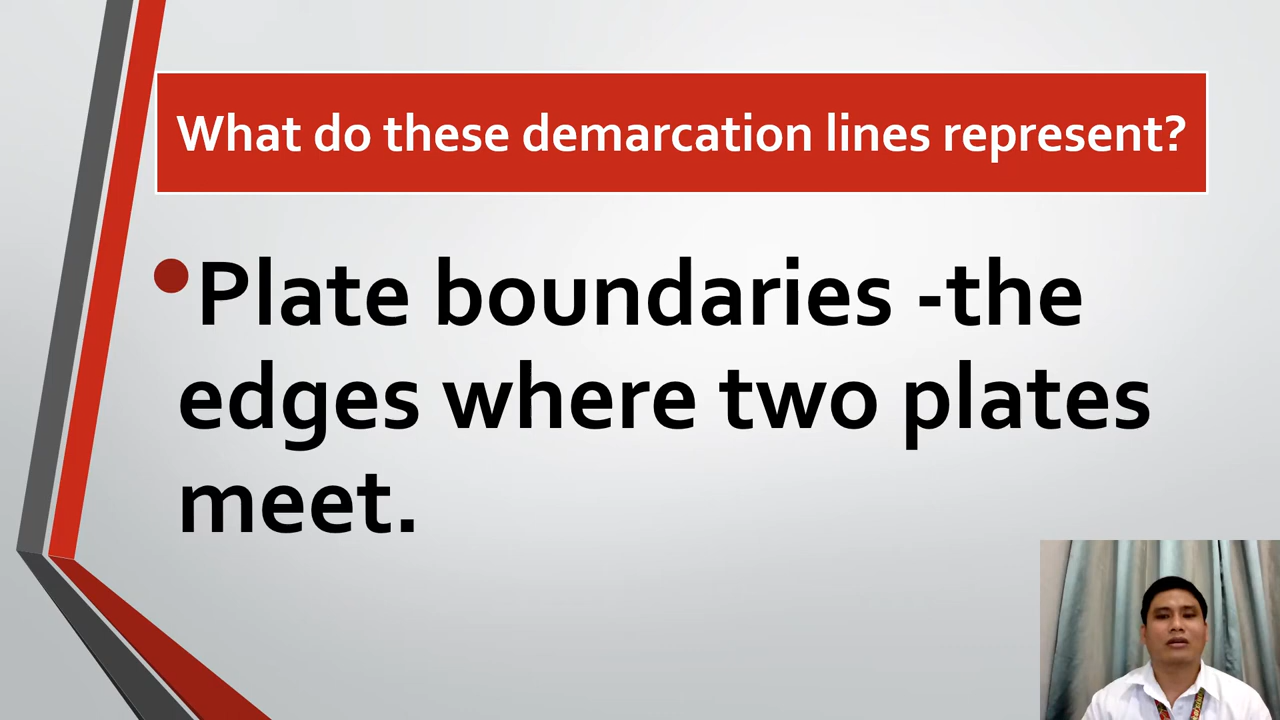 What do these demarcation lines represent?
Plate boundaries -the
edges where two plates
meet.